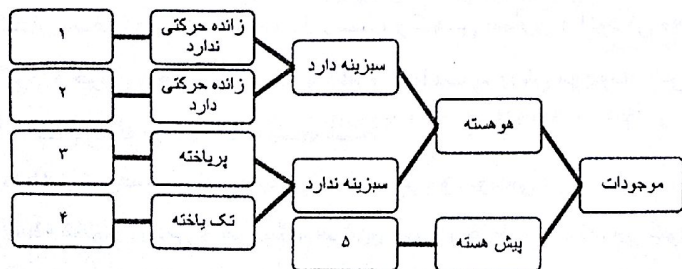 موجودات
هوهسته
پیش هسته
سبزینه دارد
سبزینه ندارد
۵
زائده حرکتی
ندارد
زائده حرکتی
دارد
پریاخته
تک یاخته
۱
۲
۳
۴